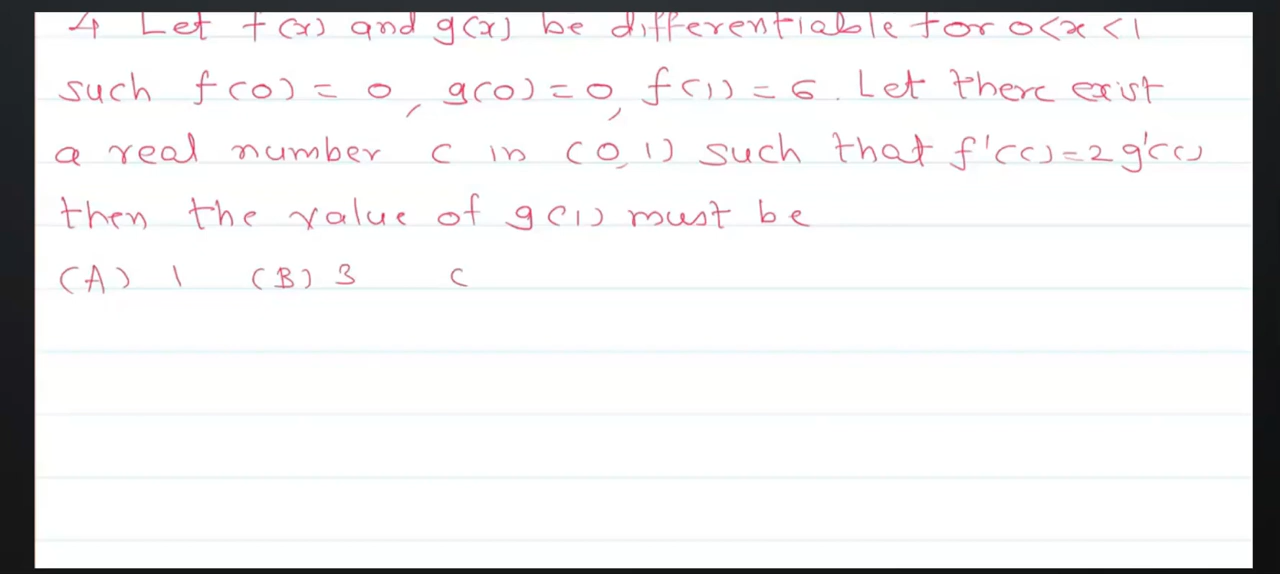 4 Let f(x) and g(x) be differentiable for 0<x<1
such f(0) = 0, g(0) = 0, f(1) = 6. Let there exist
a real number c in (0,1) such that f'(c)=2g'(c)
then the value of g(1) must be
(A) 1 (B) 3 C